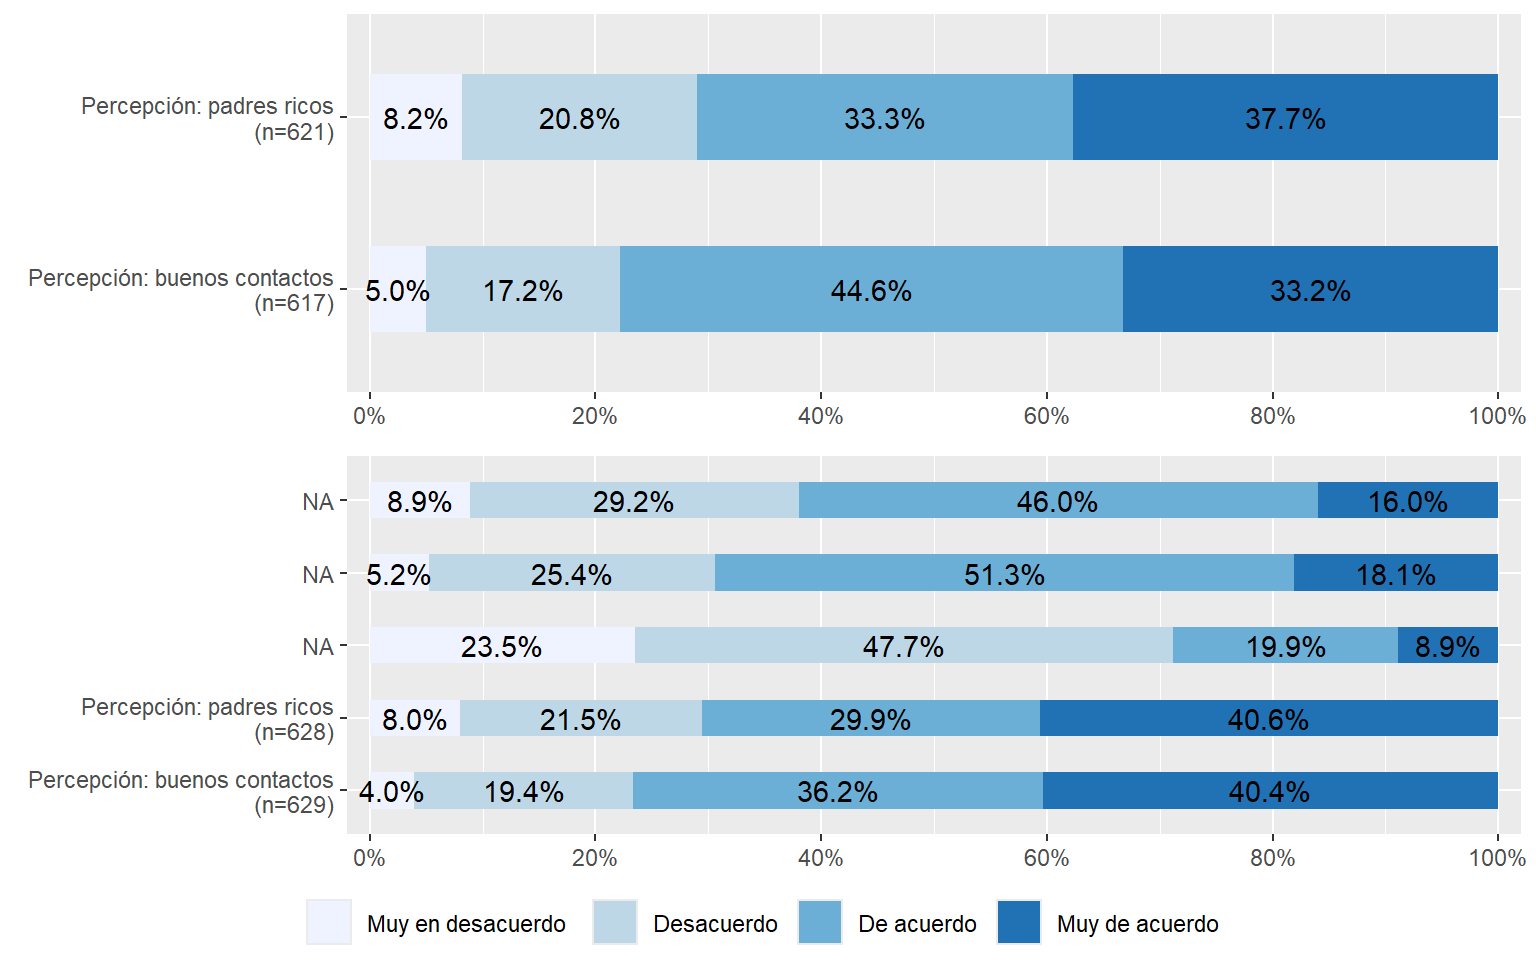 Percepción: padres ricos
(n=621)
8.2% 20.8% 33.3% 37.7%
Percepción: buenos contactos
(n=617)
5.0% 17.2% 44.6% 33.2%
0% 20% 40% 60% 80% 100%
NA 8.9% 29.2% 46.0% 16.0%
NA 5.2% 25.4% 51.3% 18.1%
NA 23.5% 47.7% 19.9% 8.9%
Percepción: padres ricos
(n=628)
8.0% 21.5% 29.9% 40.6%
Percepción: buenos contactos
(n=629)
4.0% 19.4% 36.2% 40.4%
0% 20% 40% 60% 80% 100%
Muy en desacuerdo Desacuerdo De acuerdo Muy de acuerdo